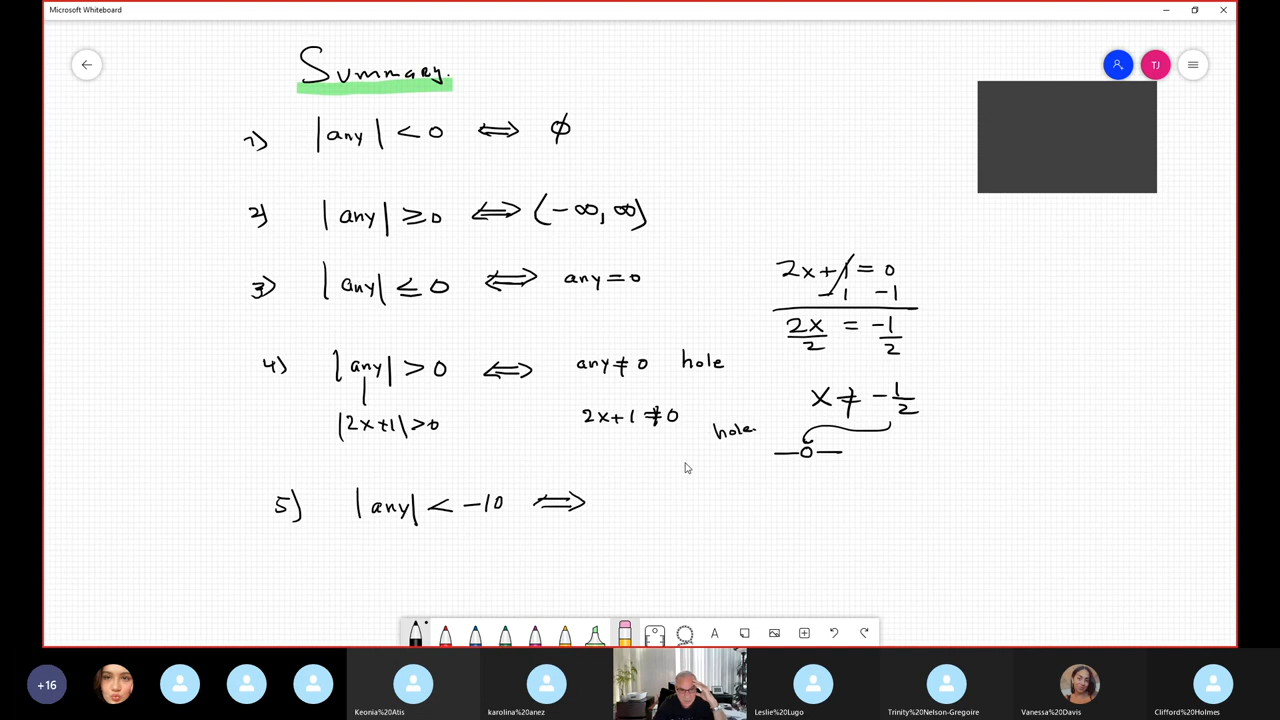 Microsoft Whiteboard
Summary.
TJ
1) |any| < 0 ⟺ ϕ
2) |any| ≥ 0 ⟺ (-∞, ∞)
3) |any| ≤ 0 ⟺ any = 0
4) |any| > 0 ⟺ any ≠ 0 hole
|2x+1| > 0 2x+1 ≠ 0 hole.
5) |any| < -10 ⟺
2x+1 = 0
-1 -1
2x/2 = -1/2
x ≠ -1/2
A
+16
Keonia%20Atis
karolina%20anez
Leslie%20Lugo
Trinity%20Nelson-Gregoire
Vanessa%20Davis
Clifford%20Holmes